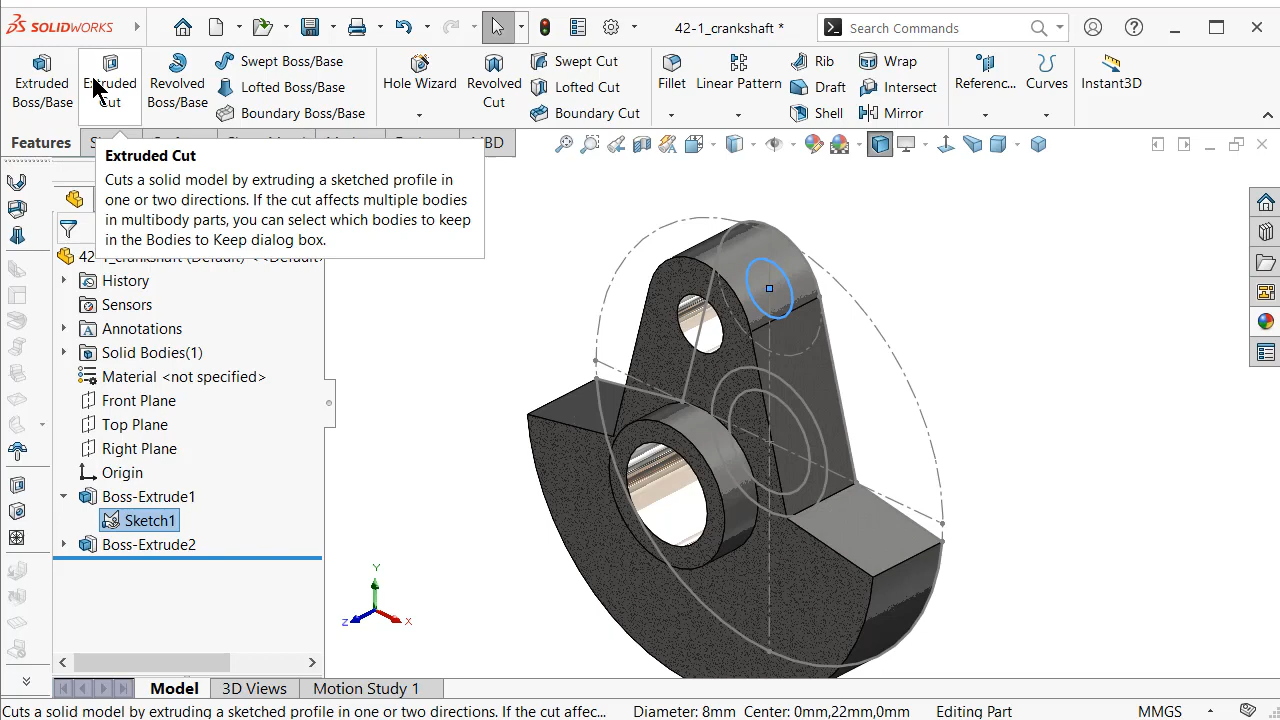 SOLIDWORKS
42-1_crankshaft *
Search Commands
Extruded Boss/Base
Extruded Cut
Revolved Boss/Base
Swept Boss/Base
Lofted Boss/Base
Boundary Boss/Base
Hole Wizard
Revolved Cut
Swept Cut
Lofted Cut
Boundary Cut
Fillet
Linear Pattern
Rib
Draft
Shell
Wrap
Intersect
Mirror
Referenc...
Curves
Instant3D
Features
MBD
Extruded Cut
Cuts a solid model by extruding a sketched profile in
one or two directions. If the cut affects multiple bodies
in multibody parts, you can select which bodies to keep
in the Bodies to Keep dialog box.
History
Sensors
Annotations
Solid Bodies(1)
Material <not specified>
Front Plane
Top Plane
Right Plane
Origin
Boss-Extrude1
Sketch1
Boss-Extrude2
Y
Z
X
Model
3D Views
Motion Study 1
Cuts a solid model by extruding a sketched profile in one or two directions. If the cut affec...
Diameter: 8mm Center: 0mm,22mm,0mm
Editing Part
MMGS